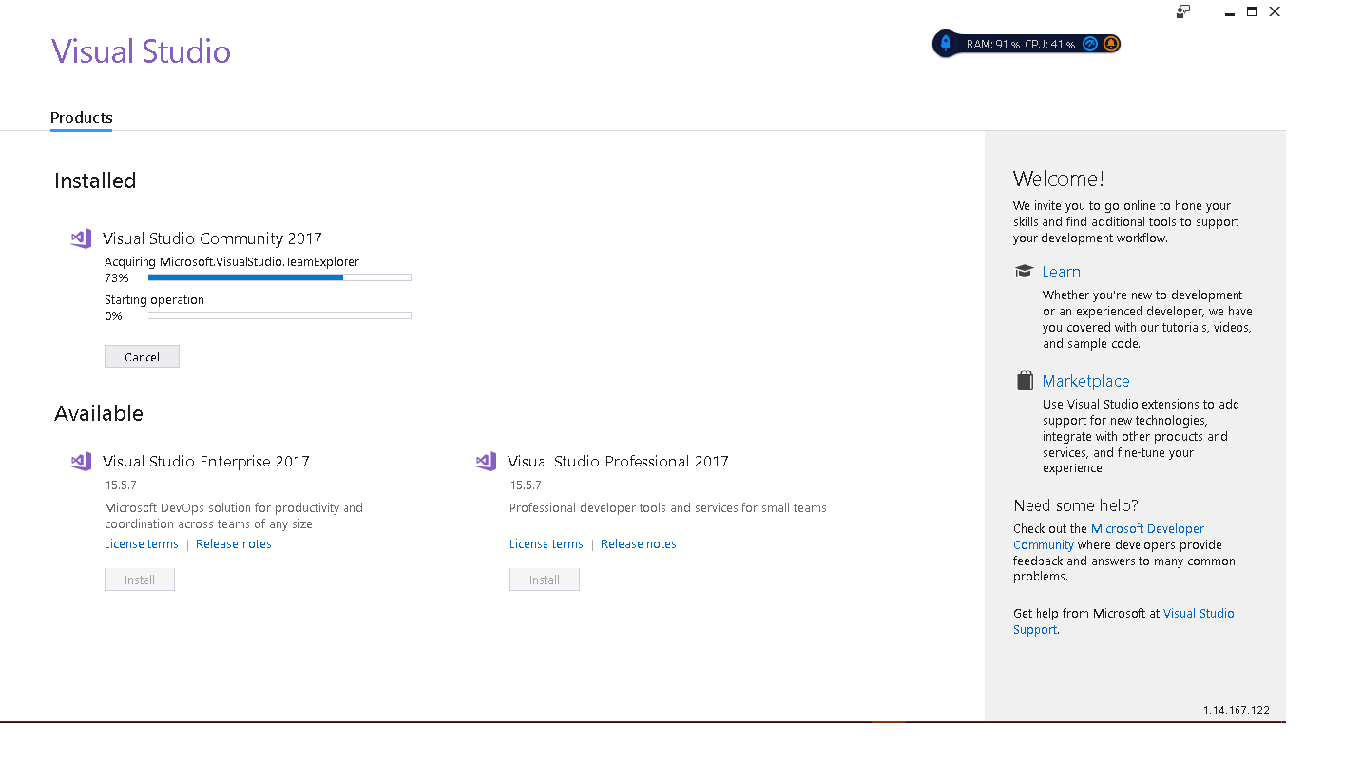 Visual Studio
RAM: 91% CPU: 41%
Products
Installed
Visual Studio Community 2017
Acquiring Microsoft.VisualStudio.TeamExplorer
73%
Starting operation
0%
Cancel
Available
Visual Studio Enterprise 2017
15.5.7
Microsoft DevOps solution for productivity and
coordination across teams of any size
License terms | Release notes
Install
Visual Studio Professional 2017
15.5.7
Professional developer tools and services for small teams
License terms | Release notes
Install
Welcome!
We invite you to go online to hone your
skills and find additional tools to support
your development workflow.
Learn
Whether you're new to development
or an experienced developer, we have
you covered with our tutorials, videos,
and sample code.
Marketplace
Use Visual Studio extensions to add
support for new technologies,
integrate with other products and
services, and fine-tune your
experience
Need some help?
Check out the Microsoft Developer
Community where developers provide
feedback and answers to many common
problems.
Get help from Microsoft at Visual Studio
Support.
1.14.167.122